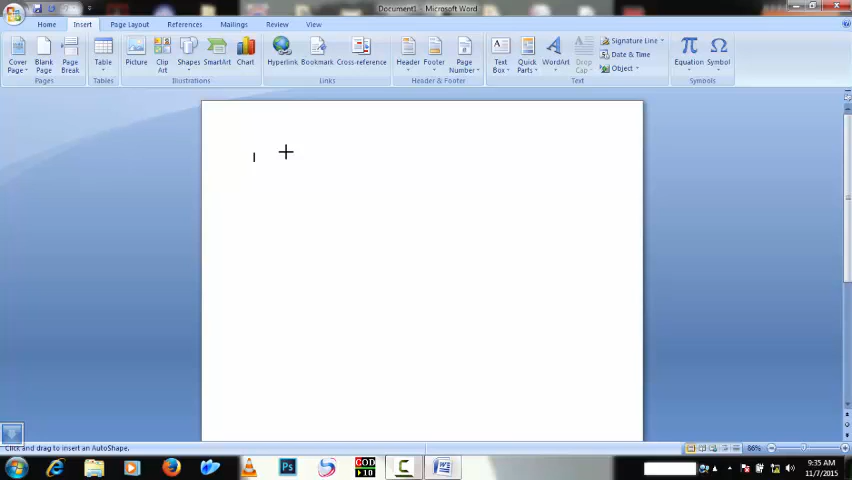 Document1 - Microsoft Word
Home Insert Page Layout References Mailings Review View
Cover Page Blank Page Page Break Table Picture Clip Art Shapes SmartArt Chart Hyperlink Bookmark Cross-reference Header Footer Page Number Text Box Quick Parts WordArt Drop Cap Signature Line Date & Time Object Equation Symbol
Pages Tables Illustrations Links Header & Footer Text Symbols
Click and drag to insert an AutoShape.
86%
COD
10
9:35 AM
11/7/2015